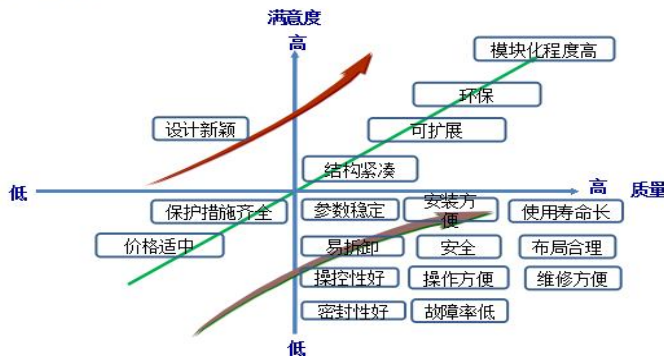 满意度
高
模块化程度高
环保
设计新颖
可扩展
结构紧凑
低
高
质量
保护措施齐全
参数稳定
安装方
便
使用寿命长
价格适中
易拆卸
安全
布局合理
操控性好
操作方便
维修方便
密封性好
故障率低
低